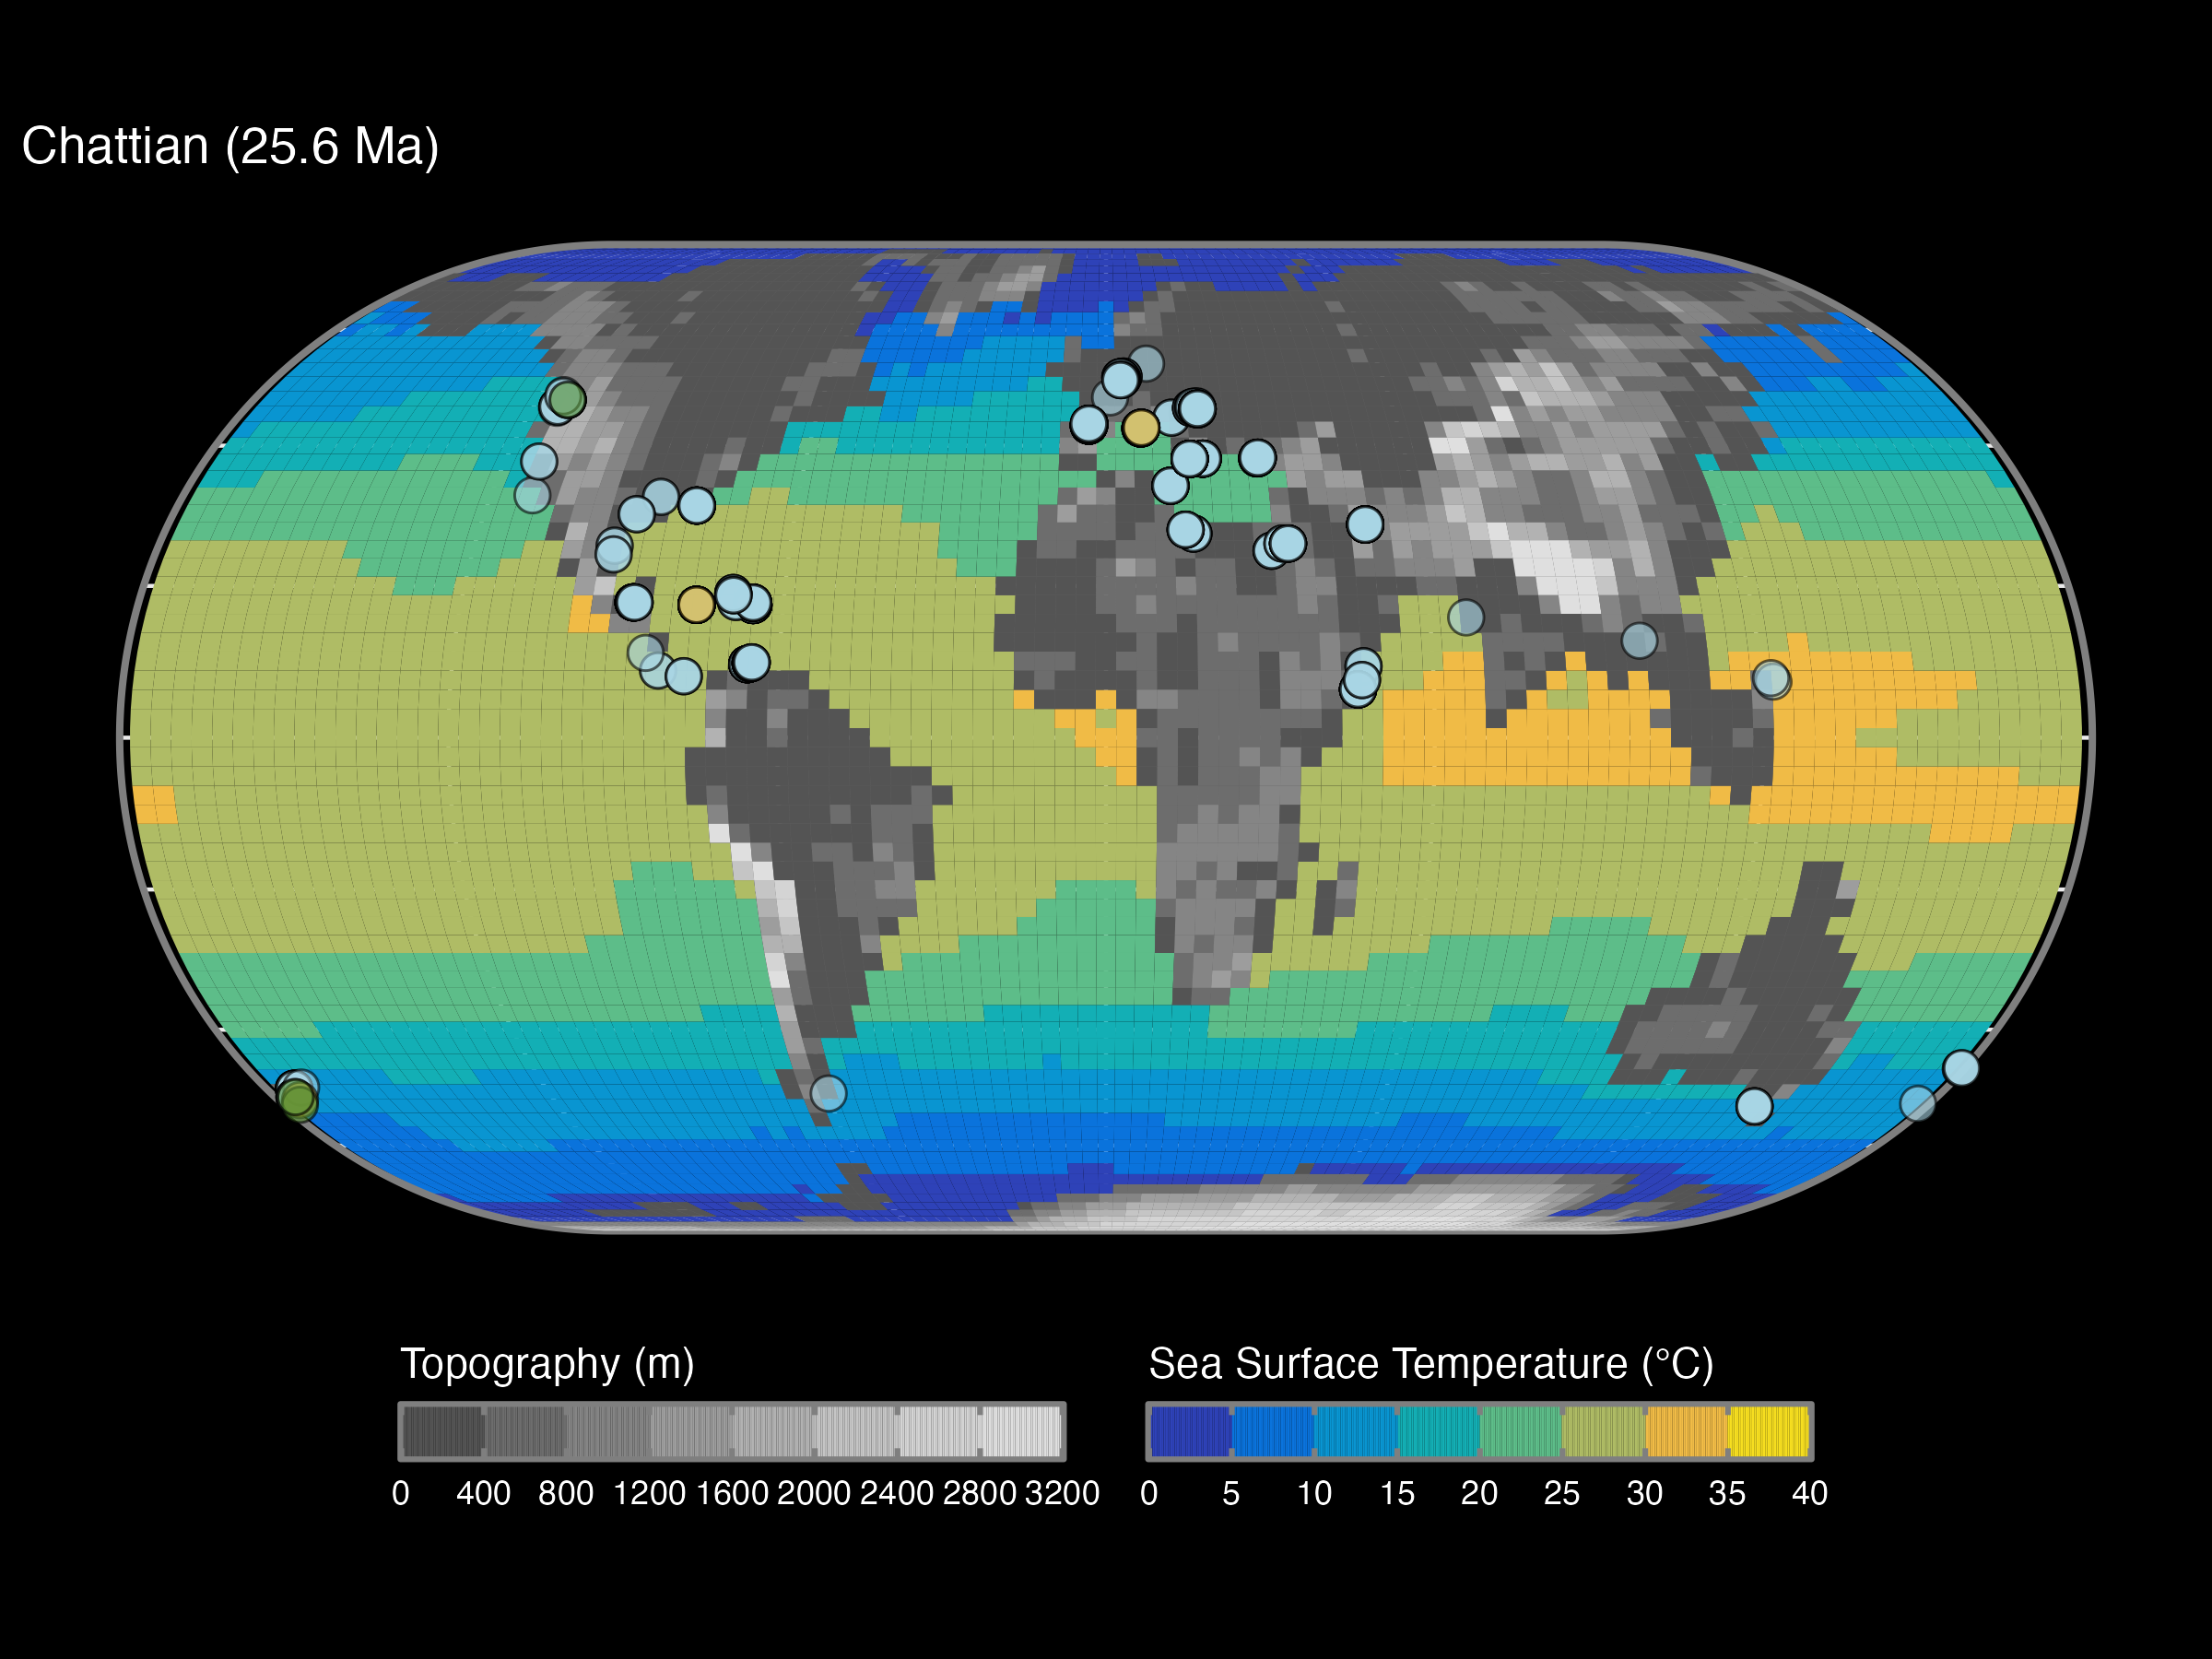 Chattian (25.6 Ma)
Topography (m)
0 400 800 1200 1600 2000 2400 2800 3200
Sea Surface Temperature (°C)
0 5 10 15 20 25 30 35 40